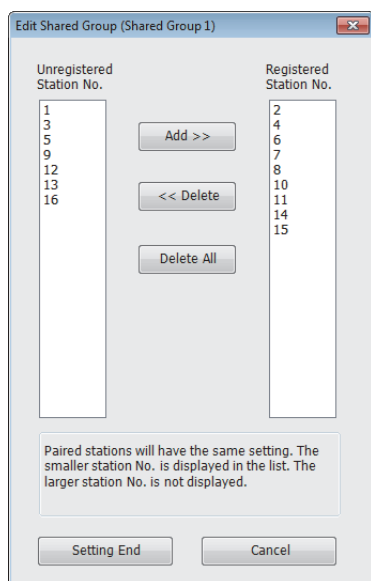 Edit Shared Group (Shared Group 1)
Unregistered
Station No.
Registered
Station No.
1
3
5
9
12
13
16
Add >>
<< Delete
Delete All
2
4
6
7
8
10
11
14
15
Paired stations will have the same setting. The
smaller station No. is displayed in the list. The
larger station No. is not displayed.
Setting End
Cancel